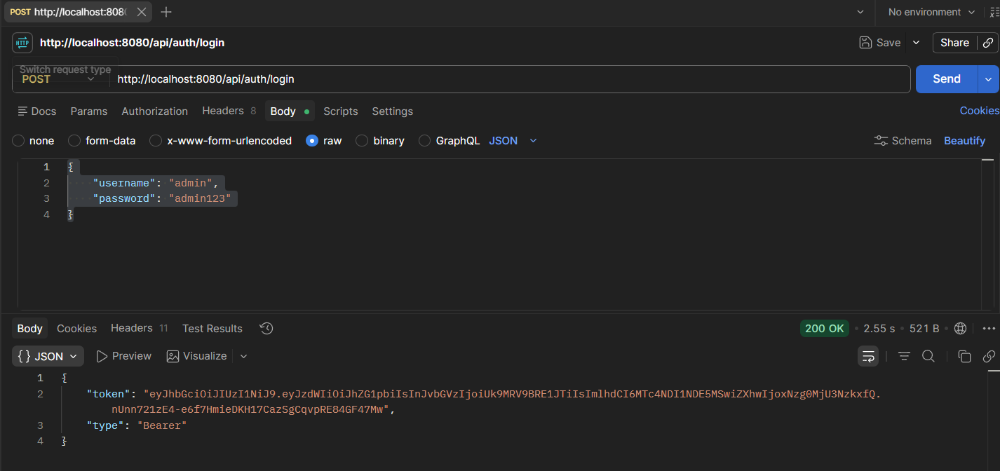 POST http://localhost:808
No environment
HTTP http://localhost:8080/api/auth/login
Save
Share
Switch request type
POST
http://localhost:8080/api/auth/login
Send
Docs Params Authorization Headers 8 Body Scripts Settings
Cookies
none form-data x-www-form-urlencoded raw binary GraphQL JSON
Schema Beautify
1 {
2 "username": "admin",
3 "password": "admin123"
4 }
Body Cookies Headers 11 Test Results
200 OK • 2.55 s • 521 B •
{} JSON Preview Visualize
1 {
2 "token": "eyJhbGciOiJIUzI1NiJ9.eyJzdWIiOiJhZG1pbiIsInJvbGVzIjoiUk9MRV9BRE1JTiIsImlhdCI6MTc4NDI1NDE5MSwiZXhwIjoxNzg0MjU3NzkxfQ.
nUnn721zE4-e6f7HmieDKH17CazSgCqvpRE84GF47Mw",
3 "type": "Bearer"
4 }